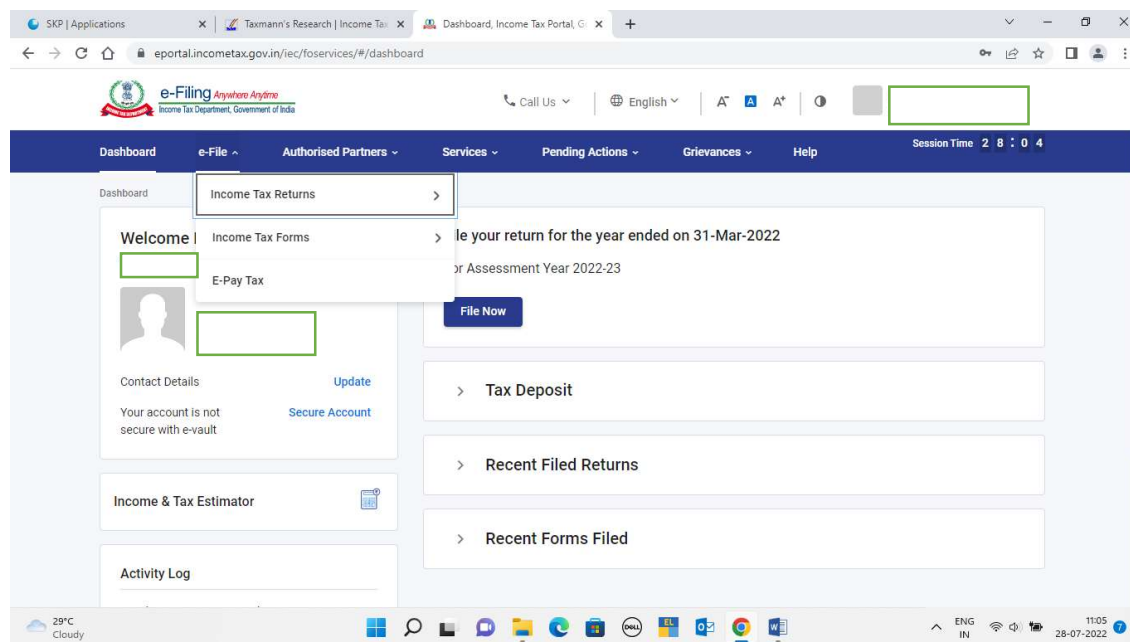 SKP | Applications
Taxmann's Research | Income Tax
Dashboard, Income Tax Portal, G
eportal.incometax.gov.in/iec/foservices/#/dashboard
e-Filing Anywhere Anytime
Income Tax Department, Government of India
Call Us
English
A- A A+
Dashboard e-File Authorised Partners Services Pending Actions Grievances Help
Session Time 2 8 : 0 4
Dashboard
Income Tax Returns
Income Tax Forms
E-Pay Tax
Welcome
le your return for the year ended on 31-Mar-2022
or Assessment Year 2022-23
File Now
Contact Details Update
Your account is not Secure Account
secure with e-vault
Income & Tax Estimator
Activity Log
Tax Deposit
Recent Filed Returns
Recent Forms Filed
29°C
Cloudy
DELL
EL
ENG
IN
11:05
28-07-2022
7